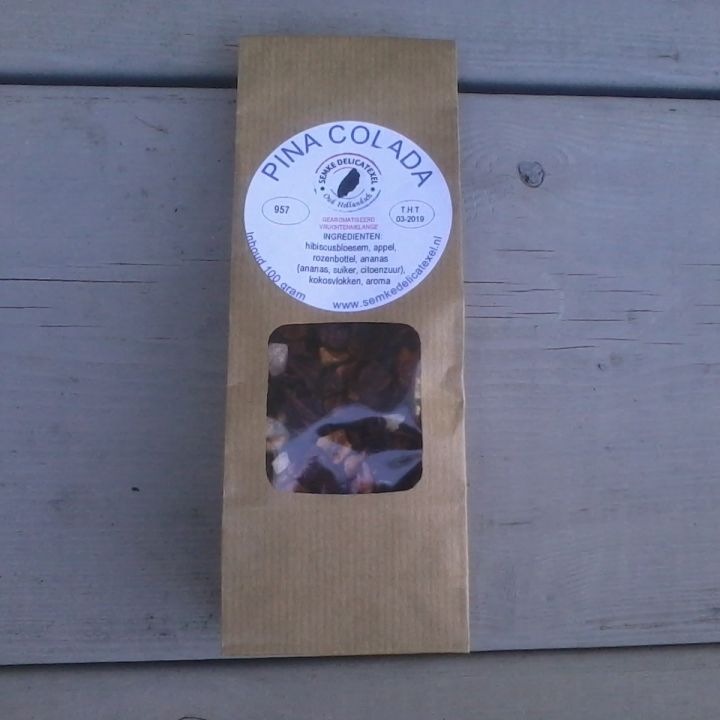 PINA COLADA
SEMKE DELICATEXEL
Oud Hollandsch
957
T.H.T
03-2019
GEAROMATISEERD
VRUCHTENMELANGE
INGREDIENTEN:
hibiscusbloesem, appel,
rozenbottel, ananas
(ananas, suiker, citoenzuur),
kokosvlokken, aroma
Inhoud 100 gram
www.semkedelicatexel.nl